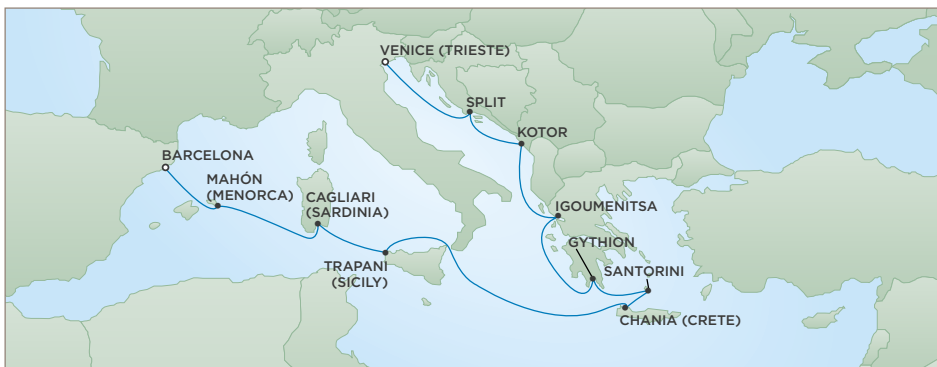 VENICE (TRIESTE)
SPLIT
KOTOR
BARCELONA
MAHÓN
(MENORCA)
CAGLIARI
(SARDINIA)
IGOUMENITSA
GYTHION
TRAPANI
(SICILY)
SANTORINI
CHANIA (CRETE)